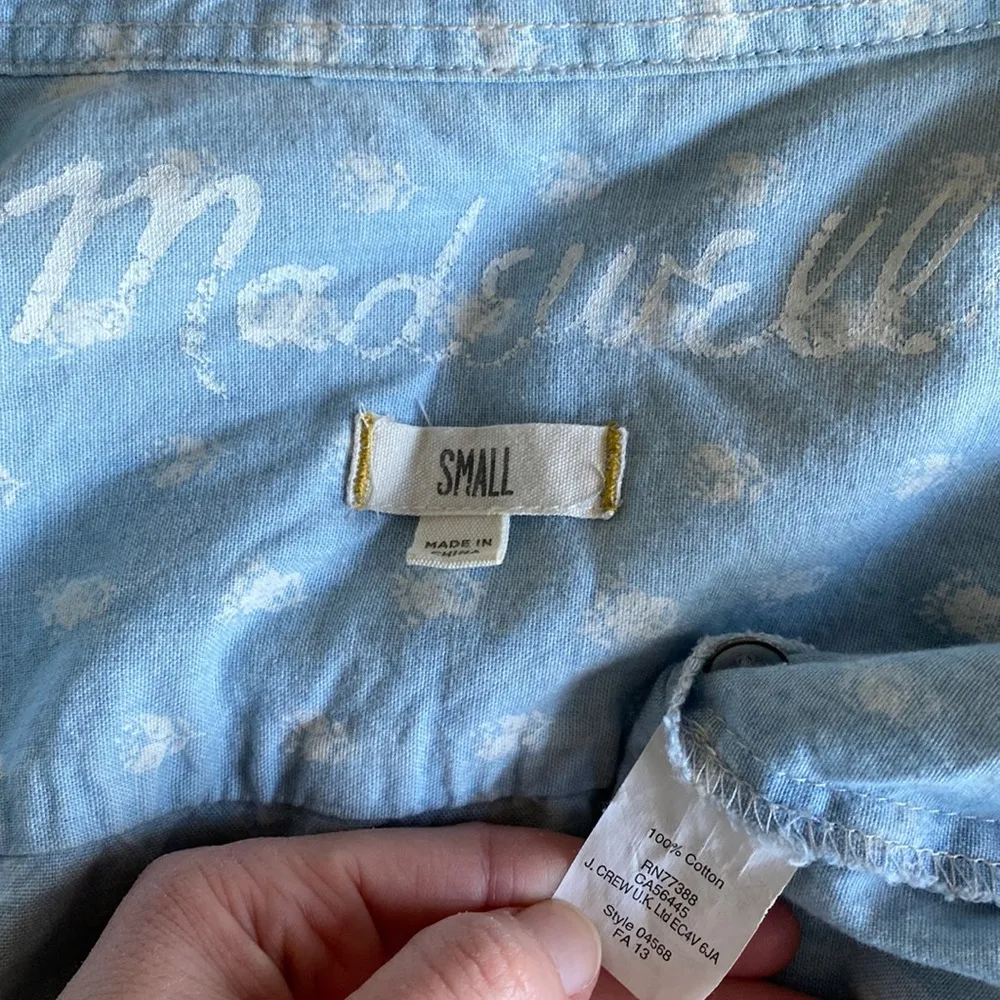 Madewell
SMALL
MADE IN
CHINA
100% Cotton
RN77388
CA56445
J. CREW U.K. Ltd EC4V 6JA
Style 04568
FA 13